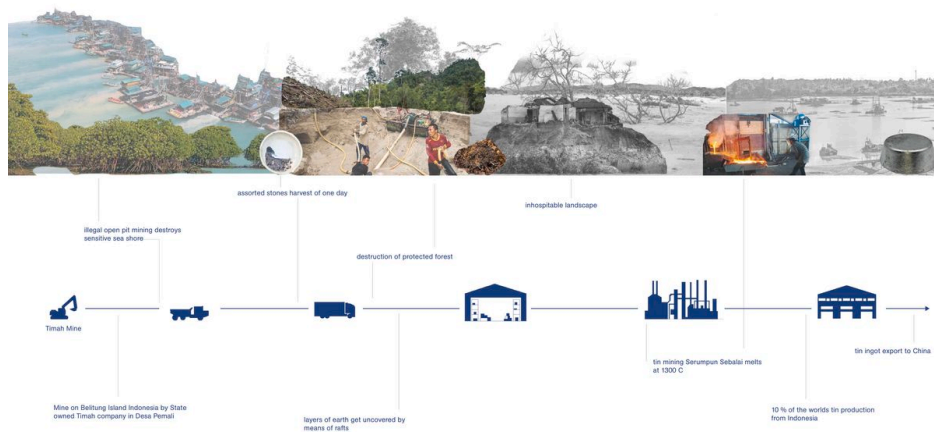 assorted stones harvest of one day
inhospitable landscape
illegal open pit mining destroys
sensitive sea shore
destruction of protected forest
Timah Mine
tin ingot export to China
tin mining Serumpun Sebalai melts
at 1300 C
Mine on Belitung Island Indonesia by State
owned Timah company in Desa Pemali
10 % of the worlds tin production
from Indonesia
layers of earth get uncovered by
means of rafts